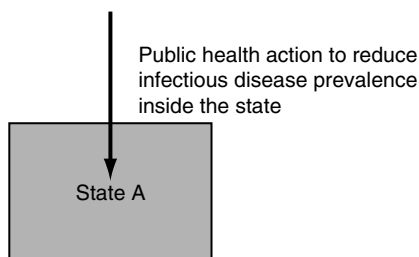 Public health action to reduce
infectious disease prevalence
inside the state
State A